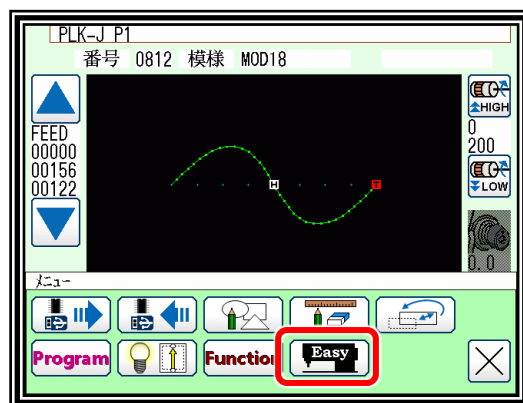 PLK-J P1
番号 0812 模様 MOD18
HIGH
FEED
00000
00156
00122
0
200
LOW
H
T
0.0
メニュー
Program
Function
Easy